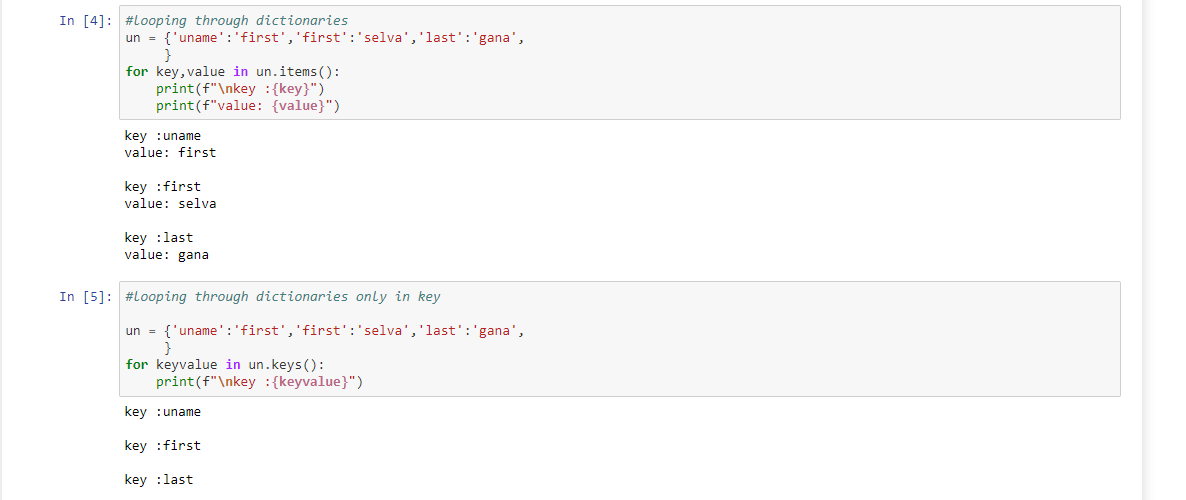 In [4]: #Looping through dictionaries
un = {'uname':'first','first':'selva','last':'gana',
     }
for key,value in un.items():
    print(f"\nkey :{key}")
    print(f"value: {value}")
key :uname
value: first
key :first
value: selva
key :last
value: gana
In [5]: #Looping through dictionaries only in key
un = {'uname':'first','first':'selva','last':'gana',
     }
for keyvalue in un.keys():
    print(f"\nkey :{keyvalue}")
key :uname
key :first
key :last